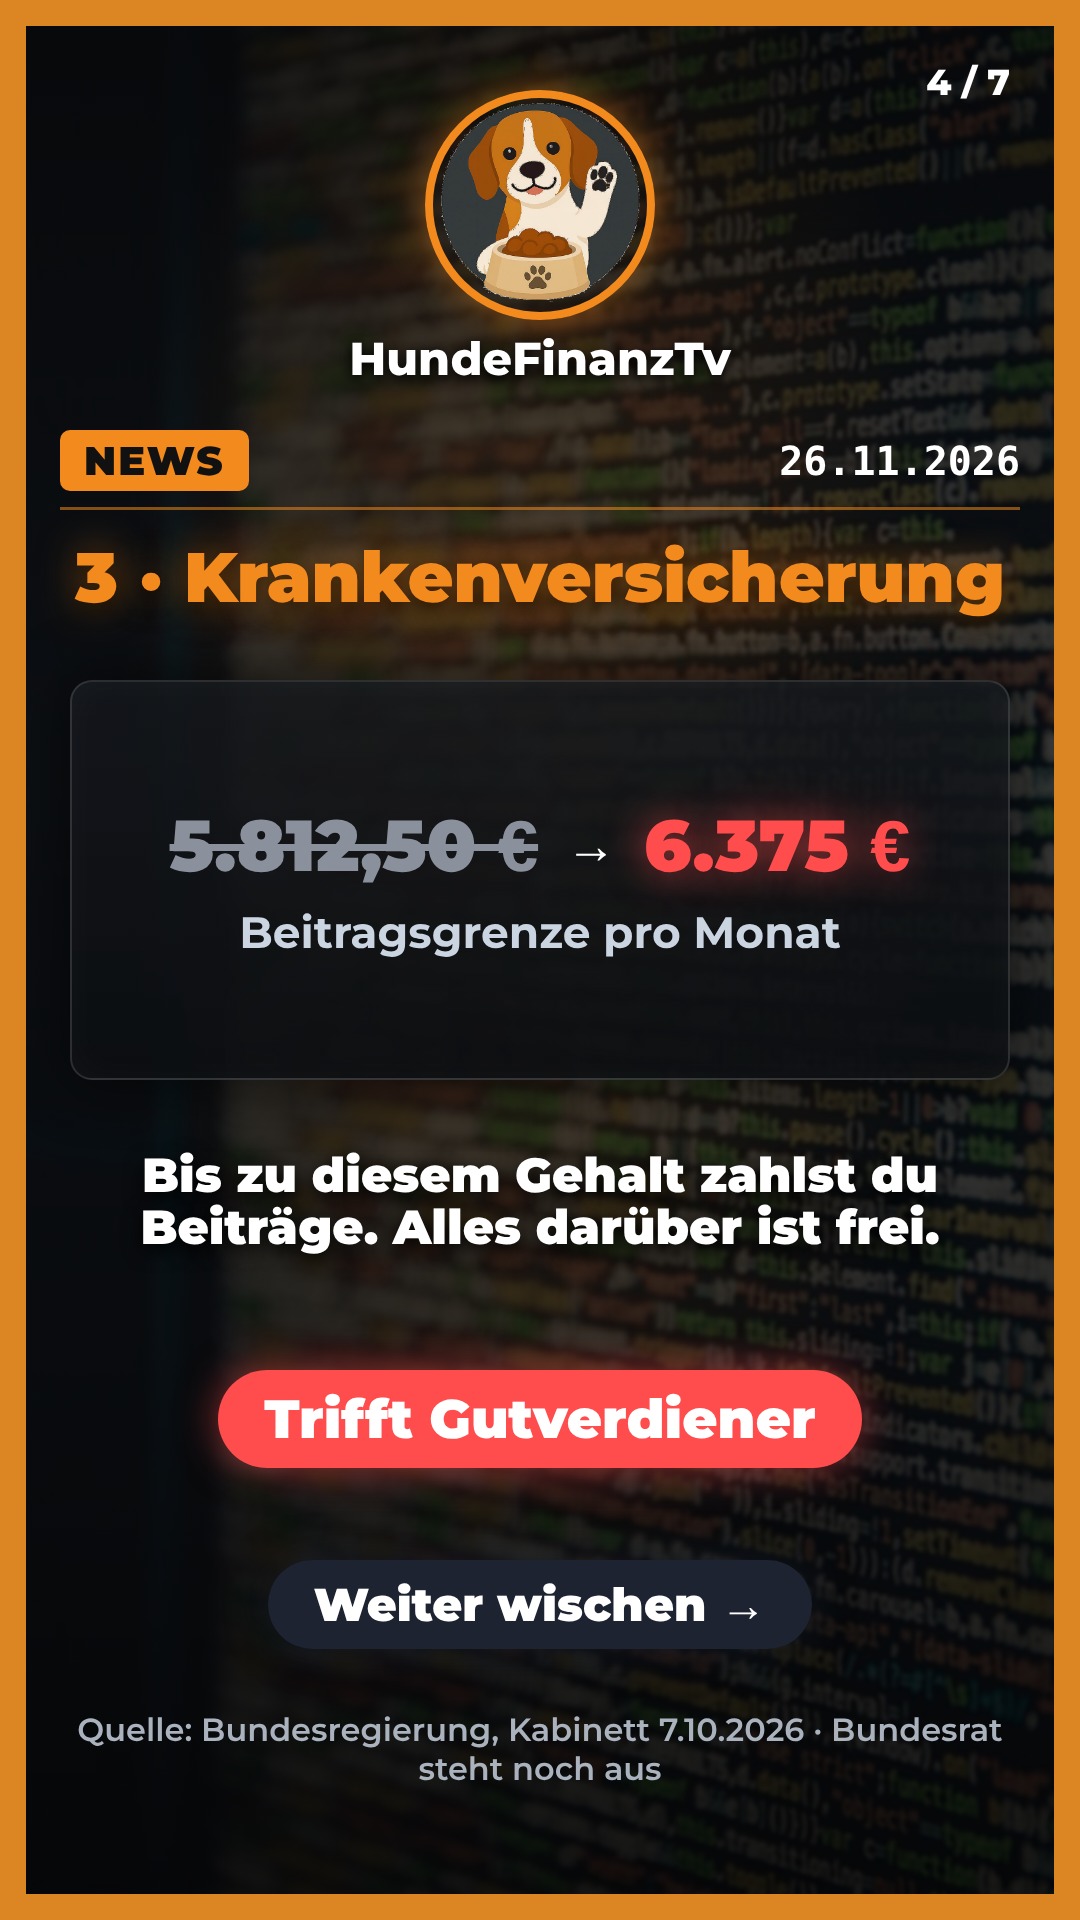 4 / 7
HundeFinanzTv
NEWS
26.11.2026
3 · Krankenversicherung
5.812,50 € → 6.375 €
Beitragsgrenze pro Monat
Bis zu diesem Gehalt zahlst du
Beiträge. Alles darüber ist frei.
Trifft Gutverdiener
Weiter wischen →
Quelle: Bundesregierung, Kabinett 7.10.2026 · Bundesrat
steht noch aus